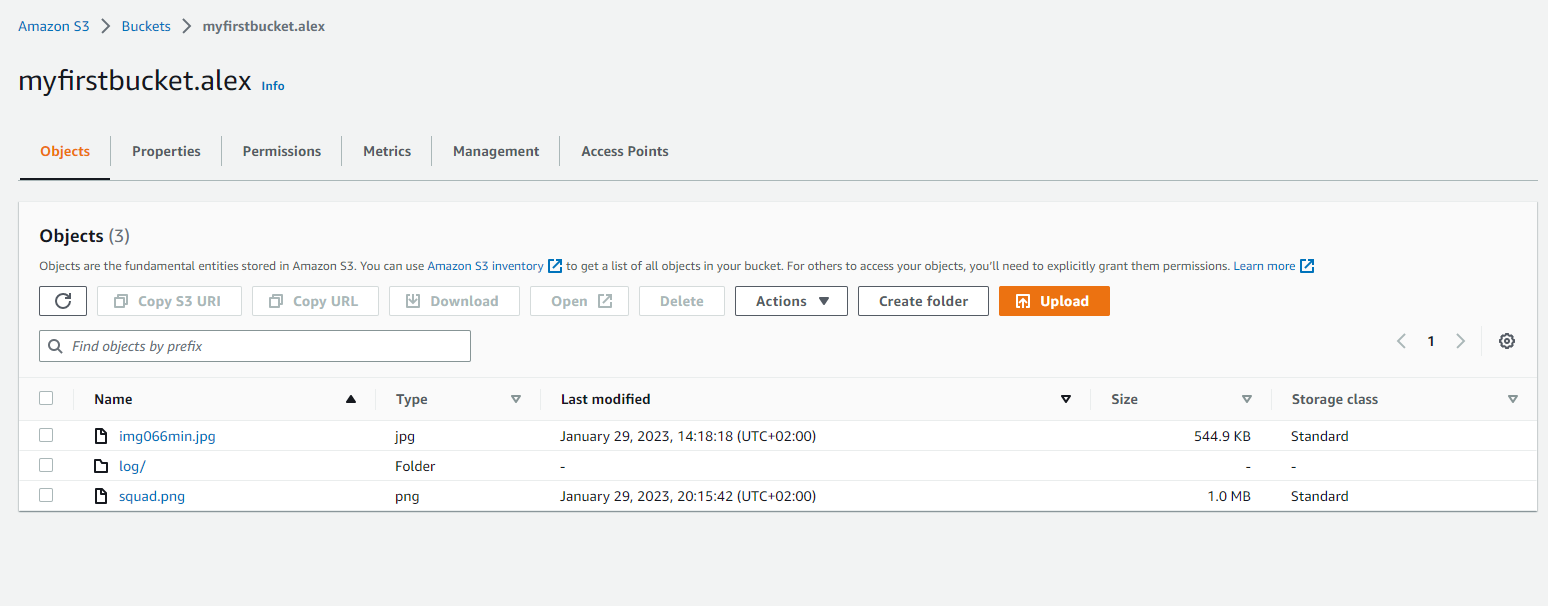 Amazon S3 > Buckets > myfirstbucket.alex
myfirstbucket.alex Info
Objects Properties Permissions Metrics Management Access Points
Objects (3)
Objects are the fundamental entities stored in Amazon S3. You can use Amazon S3 inventory to get a list of all objects in your bucket. For others to access your objects, you'll need to explicitly grant them permissions. Learn more
Copy S3 URI Copy URL Download Open Delete Actions Create folder Upload
Find objects by prefix 1
Name Type Last modified Size Storage class
img066min.jpg jpg January 29, 2023, 14:18:18 (UTC+02:00) 544.9 KB Standard
log/ Folder - - -
squad.png png January 29, 2023, 20:15:42 (UTC+02:00) 1.0 MB Standard